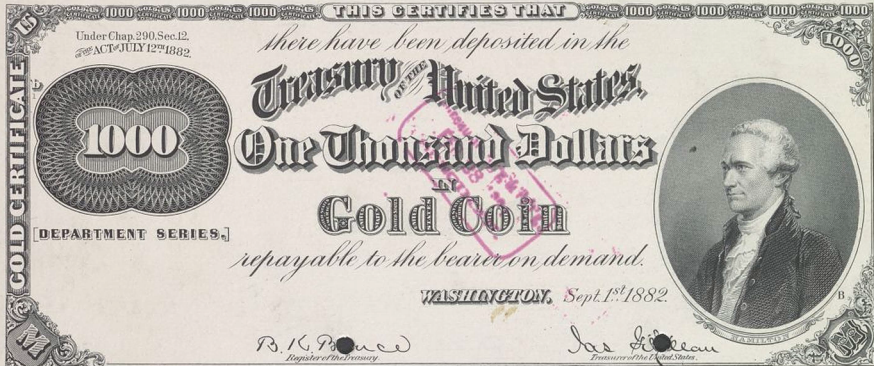 THIS CERTIFIES THAT
Under Chap. 290, Sec. 12,
OF THE ACT OF JULY 12TH 1882.
there have been deposited in the
1000
Treasury OF THE United States,
1000
One Thousand Dollars
IN
Gold Coin
[DEPARTMENT SERIES.]
GOLD CERTIFICATE
repayable to the bearer on demand.
WASHINGTON, Sept. 1st 1882.
B
HAMILTON
M
B. K. Bruce
Jas Gilfillan
Register of the Treasury.
Treasurer of the United States.